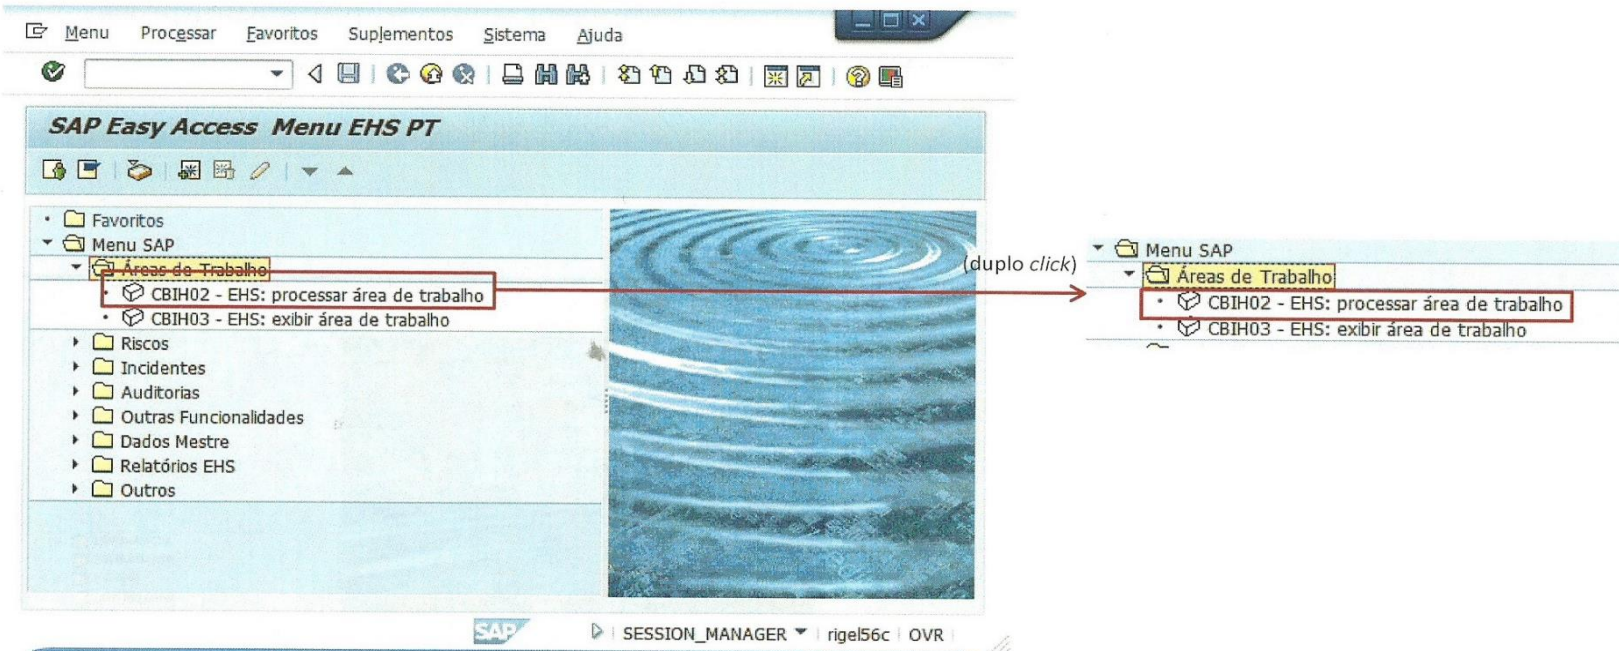 Menu Processar Favoritos Suplementos Sistema Ajuda
SAP Easy Access Menu EHS PT
Favoritos
Menu SAP
Áreas de Trabalho
CBIH02 - EHS: processar área de trabalho
CBIH03 - EHS: exibir área de trabalho
Riscos
Incidentes
Auditorias
Outras Funcionalidades
Dados Mestre
Relatórios EHS
Outros
(duplo click)
Menu SAP
Áreas de Trabalho
CBIH02 - EHS: processar área de trabalho
CBIH03 - EHS: exibir área de trabalho
SAP SESSION_MANAGER rigel56c OVR